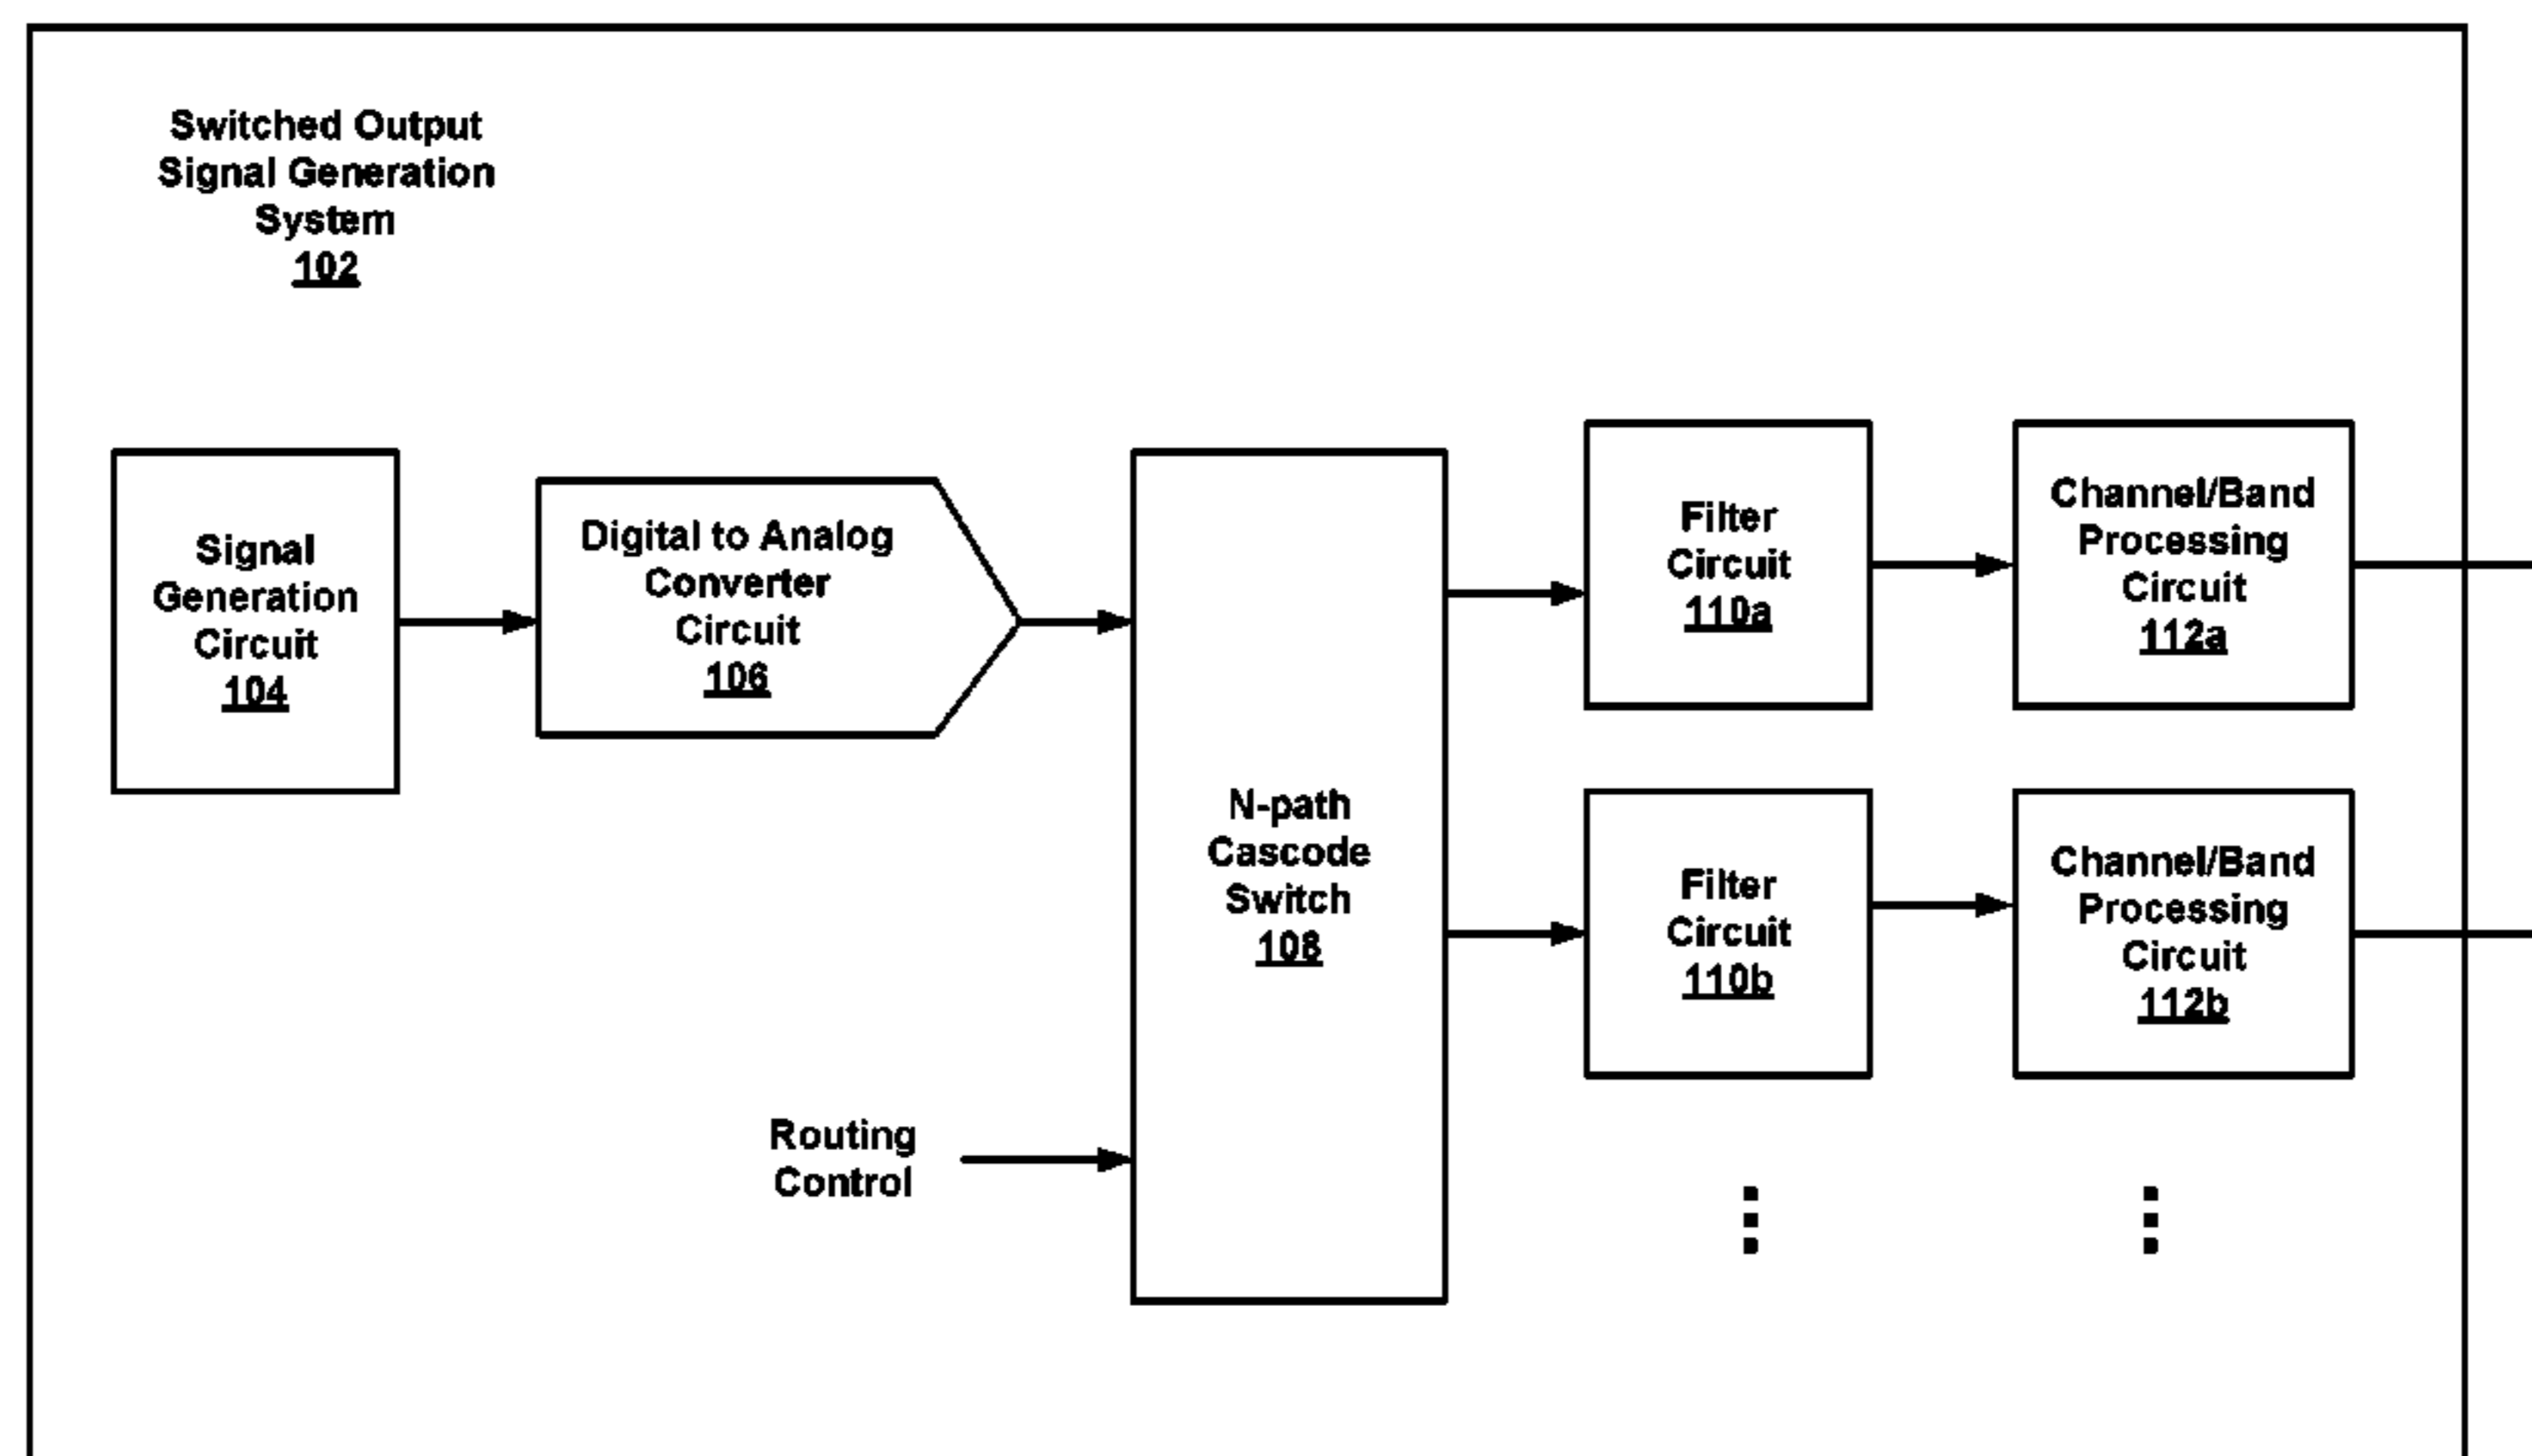 Switched Output
Signal Generation
System
102
Signal
Generation
Circuit
104
Digital to Analog
Converter
Circuit
106
N-path
Cascode
Switch
108
Routing
Control
Filter
Circuit
110a
Channel/Band
Processing
Circuit
112a
Filter
Circuit
110b
Channel/Band
Processing
Circuit
112b